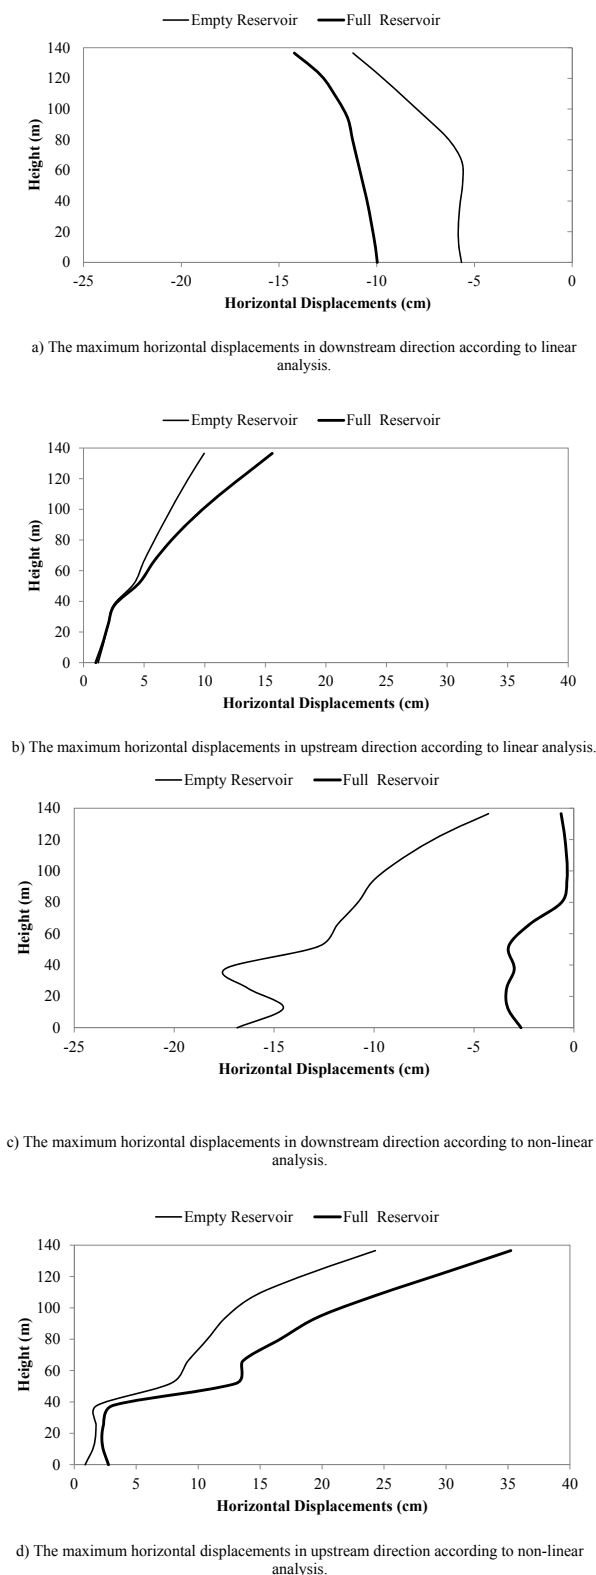 Empty Reservoir Full Reservoir
140
120
100
80
60
40
20
0
Height (m)
-25 -20 -15 -10 -5 0
Horizontal Displacements (cm)
a) The maximum horizontal displacements in downstream direction according to linear
analysis.
Empty Reservoir Full Reservoir
140
120
100
80
60
40
20
0
Height (m)
0 5 10 15 20 25 30 35 40
Horizontal Displacements (cm)
b) The maximum horizontal displacements in upstream direction according to linear analysis.
Empty Reservoir Full Reservoir
140
120
100
80
60
40
20
0
Height (m)
-25 -20 -15 -10 -5 0
Horizontal Displacements (cm)
c) The maximum horizontal displacements in downstream direction according to non-linear
analysis.
Empty Reservoir Full Reservoir
140
120
100
80
60
40
20
0
Height (m)
0 5 10 15 20 25 30 35 40
Horizontal Displacements (cm)
d) The maximum horizontal displacements in upstream direction according to non-linear
analysis.